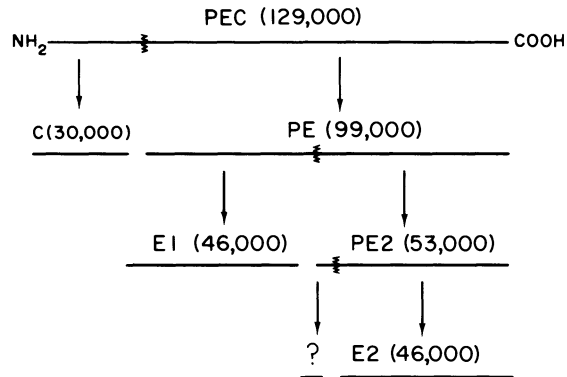 PEC (129,000)
NH2 COOH
C(30,000) PE (99,000)
E1 (46,000) PE2 (53,000)
? E2 (46,000)